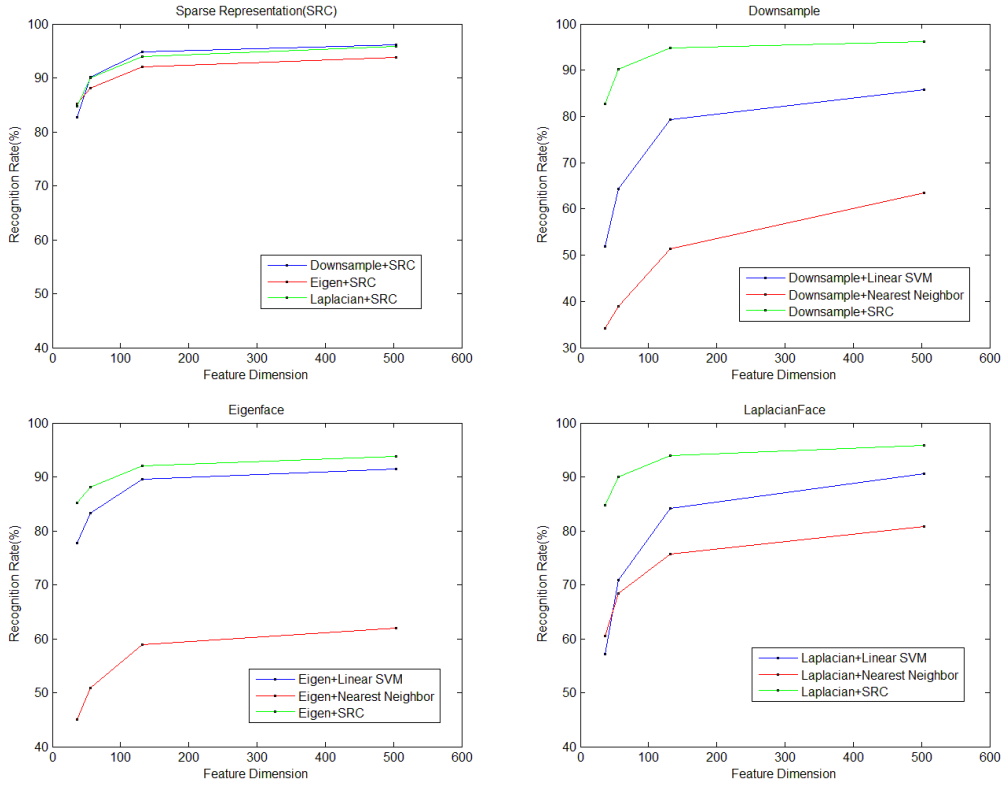 Sparse Representation(SRC)
100
90
80
70
60
50
40
0
100
200
300
400
500
600
Recognition Rate(%)
Feature Dimension
Downsample+SRC
Eigen+SRC
Laplacian+SRC
Downsample
100
90
80
70
60
50
40
30
0
100
200
300
400
500
600
Recognition Rate(%)
Feature Dimension
Downsample+Linear SVM
Downsample+Nearest Neighbor
Downsample+SRC
Eigenface
100
90
80
70
60
50
40
0
100
200
300
400
500
600
Recognition Rate(%)
Feature Dimension
Eigen+Linear SVM
Eigen+Nearest Neighbor
Eigen+SRC
LaplacianFace
100
90
80
70
60
50
40
0
100
200
300
400
500
600
Recognition Rate(%)
Feature Dimension
Laplacian+Linear SVM
Laplacian+Nearest Neighbor
Laplacian+SRC